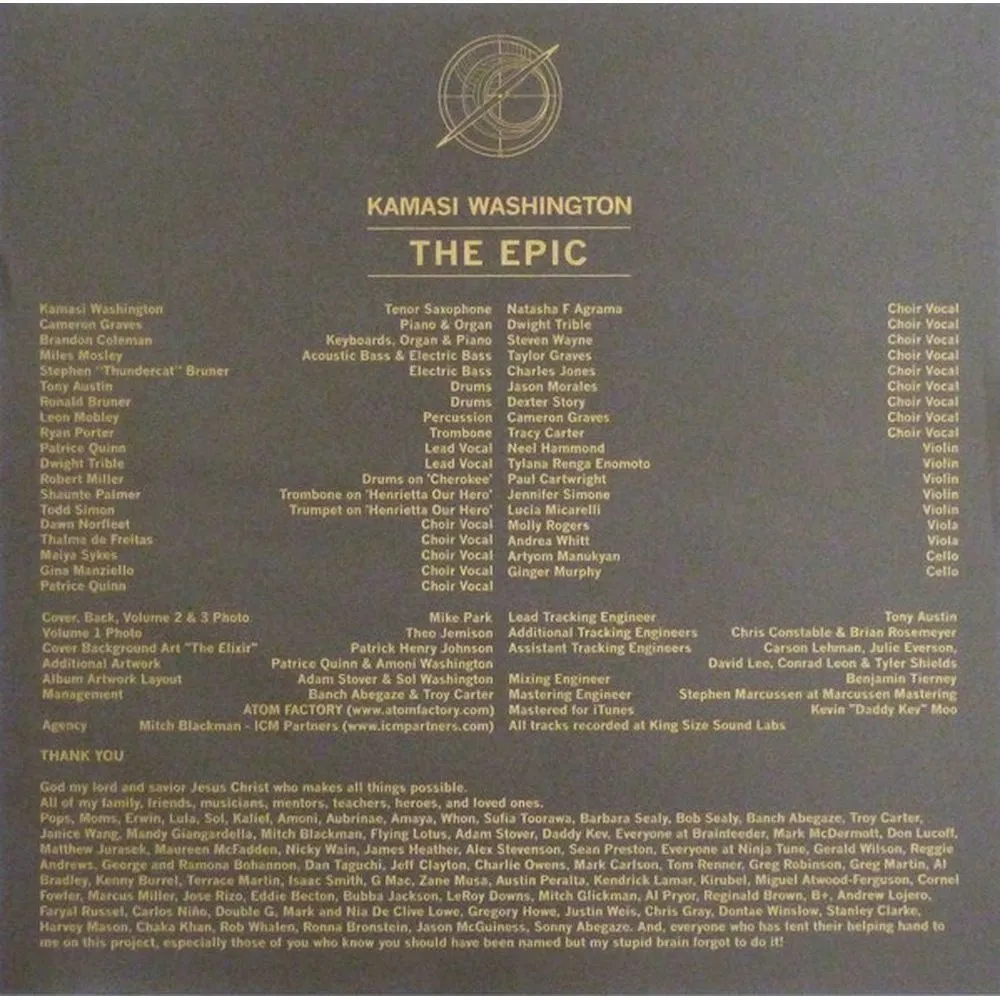 KAMASI WASHINGTON
THE EPIC
Kamasi Washington Tenor Saxophone
Cameron Graves Piano & Organ
Brandon Coleman Keyboards, Organ & Piano
Miles Mosley Acoustic Bass & Electric Bass
Stephen "Thundercat" Bruner Electric Bass
Tony Austin Drums
Ronald Bruner Drums
Leon Mobley Percussion
Ryan Porter Trombone
Patrice Quinn Lead Vocal
Dwight Trible Lead Vocal
Robert Miller Drums on 'Cherokee'
Shaunte Palmer Trombone on 'Henrietta Our Hero'
Todd Simon Trumpet on 'Henrietta Our Hero'
Dawn Norfleet Choir Vocal
Thalma de Freitas Choir Vocal
Maiya Sykes Choir Vocal
Gina Manziello Choir Vocal
Patrice Quinn Choir Vocal
Natasha F Agrama Choir Vocal
Dwight Trible Choir Vocal
Steven Wayne Choir Vocal
Taylor Graves Choir Vocal
Charles Jones Choir Vocal
Jason Morales Choir Vocal
Dexter Story Choir Vocal
Cameron Graves Choir Vocal
Tracy Carter Choir Vocal
Neel Hammond Violin
Tylana Renga Enomoto Violin
Paul Cartwright Violin
Jennifer Simone Violin
Lucia Micarelli Violin
Molly Rogers Viola
Andrea Whitt Viola
Artyom Manukyan Cello
Ginger Murphy Cello
Cover, Back, Volume 2 & 3 Photo Mike Park
Volume 1 Photo Theo Jemison
Cover Background Art "The Elixir" Patrick Henry Johnson
Additional Artwork Patrice Quinn & Amoni Washington
Album Artwork Layout Adam Stover & Sol Washington
Management Banch Abegaze & Troy Carter
ATOM FACTORY (www.atomfactory.com)
Agency Mitch Blackman - ICM Partners (www.icmpartners.com)
Lead Tracking Engineer Tony Austin
Additional Tracking Engineers Chris Constable & Brian Rosemeyer
Assistant Tracking Engineers Carson Lehman, Julie Everson,
David Lee, Conrad Leon & Tyler Shields
Mixing Engineer Benjamin Tierney
Mastering Engineer Stephen Marcussen at Marcussen Mastering
Mastered for iTunes Kevin "Daddy Kev" Moo
All tracks recorded at King Size Sound Labs
THANK YOU
God my lord and savior Jesus Christ who makes all things possible.
All of my family, friends, musicians, mentors, teachers, heroes, and loved ones.
Pops, Moms, Erwin, Lula, Sol, Kalief, Amoni, Aubrinae, Amaya, Whon, Sufia Toorawa, Barbara Sealy, Bob Sealy, Banch Abegaze, Troy Carter,
Janice Wang, Mandy Giangardella, Mitch Blackman, Flying Lotus, Adam Stover, Daddy Kev, Everyone at Brainfeeder, Mark McDermott, Don Lucoff,
Matthew Jurasek, Maureen McFadden, Nicky Wain, James Heather, Alex Stevenson, Sean Preston, Everyone at Ninja Tune, Gerald Wilson, Reggie
Andrews, George and Ramona Bohannon, Dan Taguchi, Jeff Clayton, Charlie Owens, Mark Carlson, Tom Renner, Greg Robinson, Greg Martin, Al
Bradley, Kenny Burrel, Terrace Martin, Isaac Smith, G Mac, Zane Musa, Austin Peralta, Kendrick Lamar, Kirubel, Miguel Atwood-Ferguson, Cornel
Fowler, Marcus Miller, Jose Rizo, Eddie Becton, Bubba Jackson, LeRoy Downs, Mitch Glickman, Al Pryor, Reginald Brown, B+, Andrew Lojero,
Faryal Russel, Carlos Niño, Double G, Mark and Nia De Clive Lowe, Gregory Howe, Justin Weis, Chris Gray, Dontae Winslow, Stanley Clarke,
Harvey Mason, Chaka Khan, Rob Whalen, Ronna Bronstein, Jason McGuiness, Sonny Abegaze. And, everyone who has lent their helping hand to
me on this project, especially those of you who know you should have been named but my stupid brain forgot to do it!